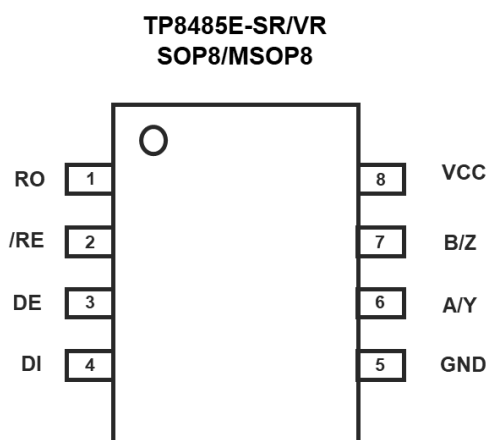 TP8485E-SR/VR
SOP8/MSOP8
RO 1 8 VCC
/RE 2 7 B/Z
DE 3 6 A/Y
DI 4 5 GND